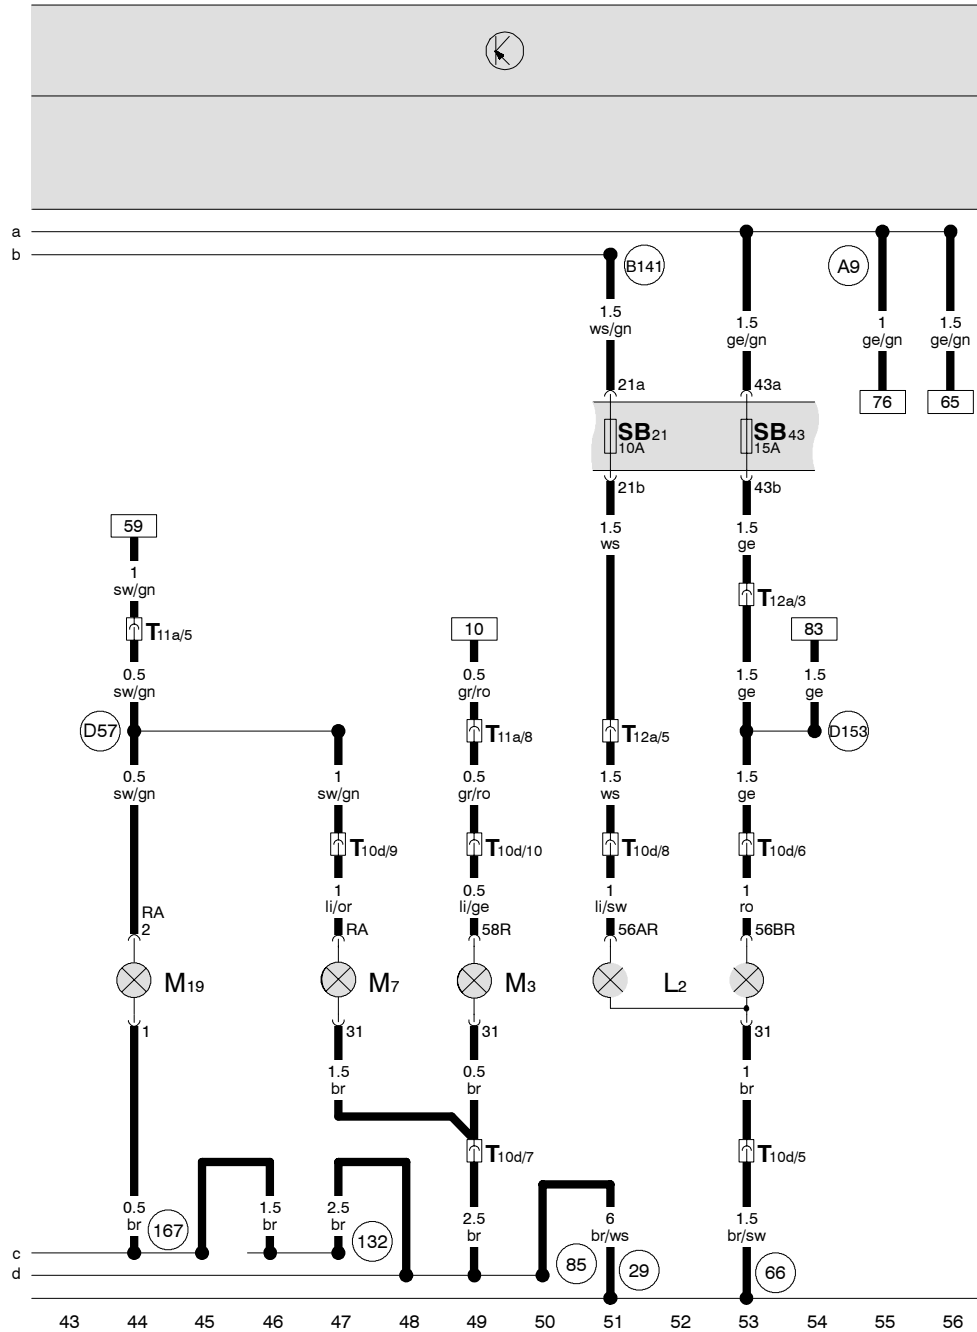 a
b
B141
A9
1.5
ws/gn
1.5
ge/gn
1
ge/gn
1.5
ge/gn
21a
43a
76
65
SB21
10A
SB43
15A
21b
43b
59
1.5
ws
1.5
ge
1
sw/gn
T12a/3
T11a/5
10
83
0.5
sw/gn
0.5
gr/ro
1.5
ge
1.5
ge
D57
T11a/8
T12a/5
D153
0.5
sw/gn
1
sw/gn
0.5
gr/ro
1.5
ws
1.5
ge
T10d/9
T10d/10
T10d/8
T10d/6
1
li/or
0.5
li/ge
1
li/sw
1
ro
RA
2
RA
58R
56AR
56BR
M19
M7
M3
L2
1
31
31
31
1.5
br
0.5
br
1
br
T10d/7
T10d/5
0.5
br
167
1.5
br
2.5
br
132
2.5
br
6
br/ws
1.5
br/sw
c
d
85
29
66
43 44 45 46 47 48 49 50 51 52 53 54 55 56